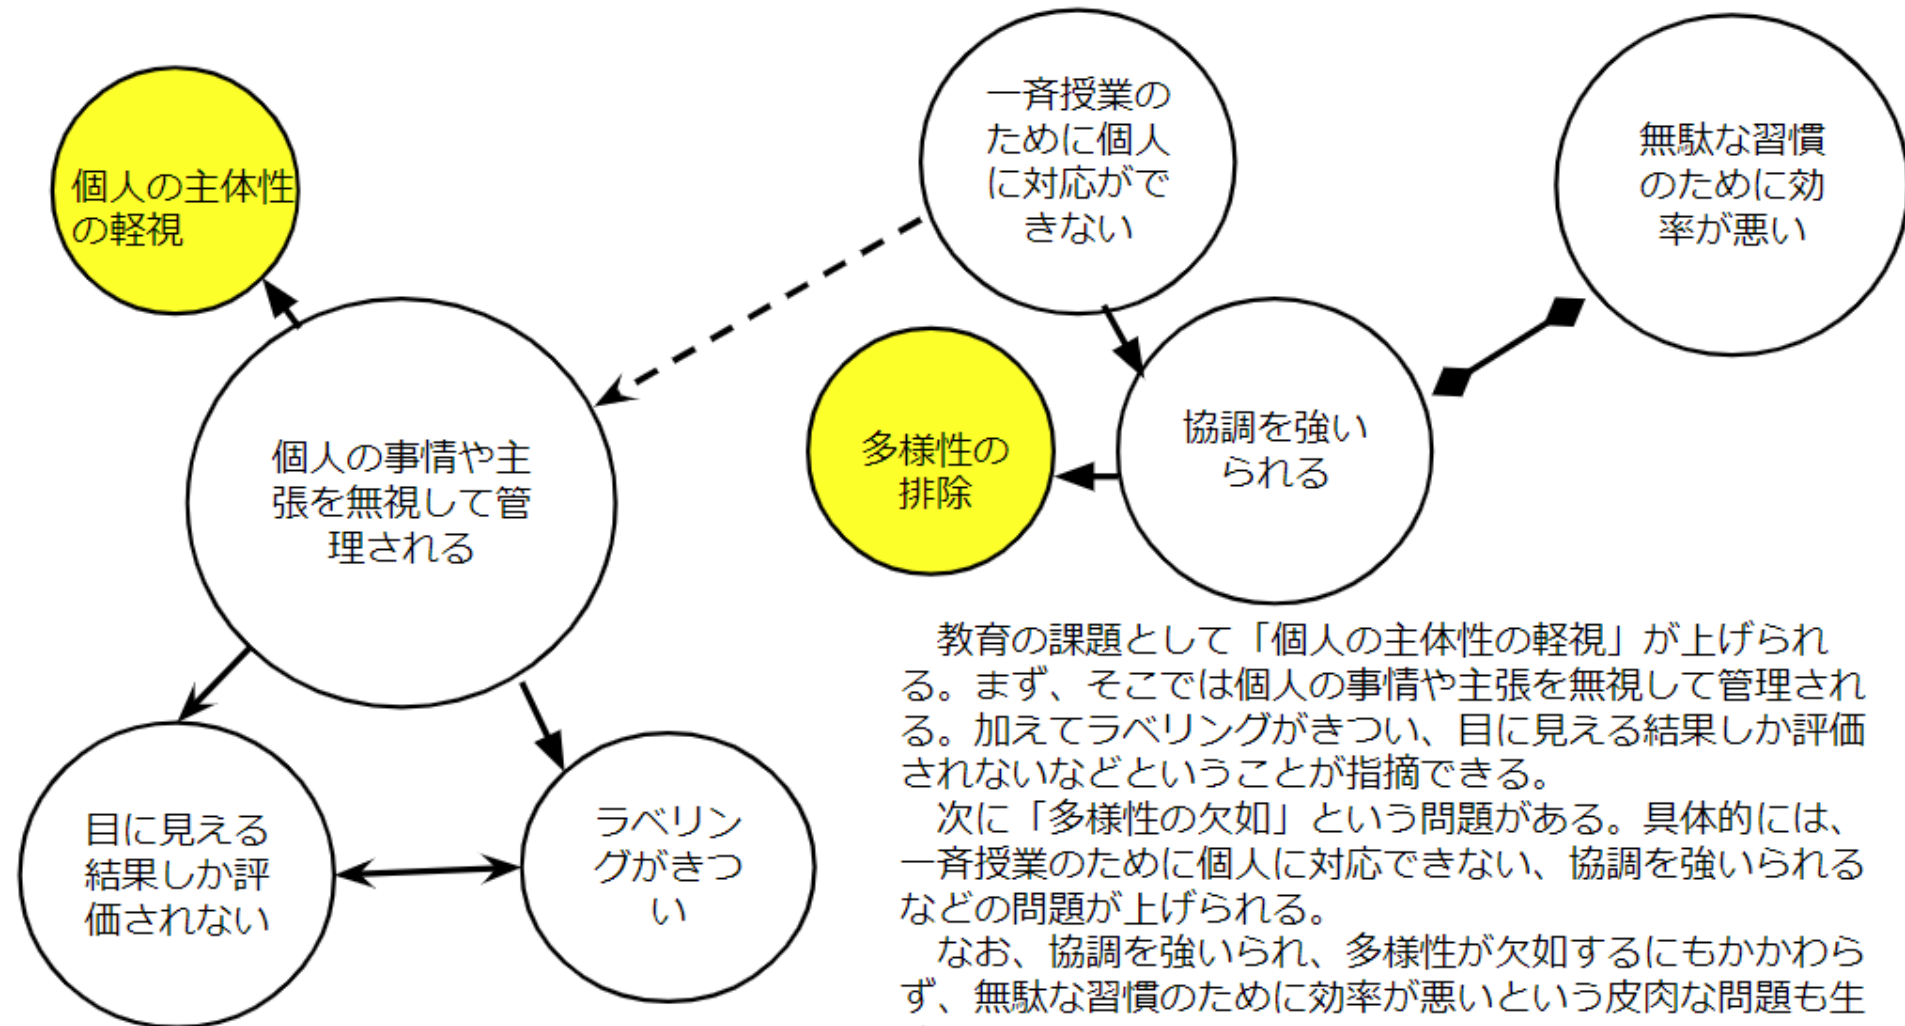 個人の主体性
の軽視
一斉授業の
ために個人
に対応がで
きない
無駄な習慣
のために効
率が悪い
個人の事情や主
張を無視して管
理される
多様性の
排除
協調を強い
られる
目に見える
結果しか評
価されない
ラベリン
グがきつ
い
教育の課題として「個人の主体性の軽視」が上げられ
る。まず、そこでは個人の事情や主張を無視して管理され
る。加えてラベリングがきつい、目に見える結果しか評価
されないなどということが指摘できる。
次に「多様性の欠如」という問題がある。具体的には、
一斉授業のために個人に対応できない、協調を強いられる
などの問題が上げられる。
なお、協調を強いられ、多様性が欠如するにもかかわら
ず、無駄な習慣のために効率が悪いという皮肉な問題も生